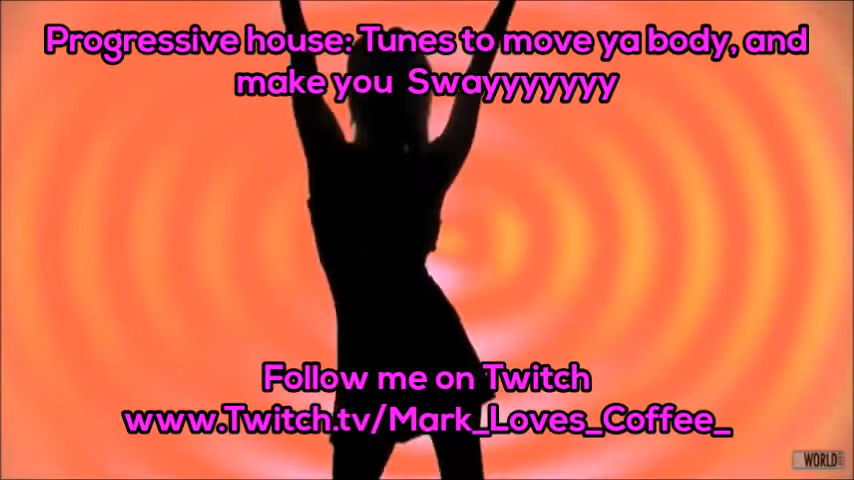 Progressive house: Tunes to move ya body, and
make you Swayyyyyyy
Follow me on Twitch
www.Twitch.tv/Mark_Loves_Coffee_
WORLD